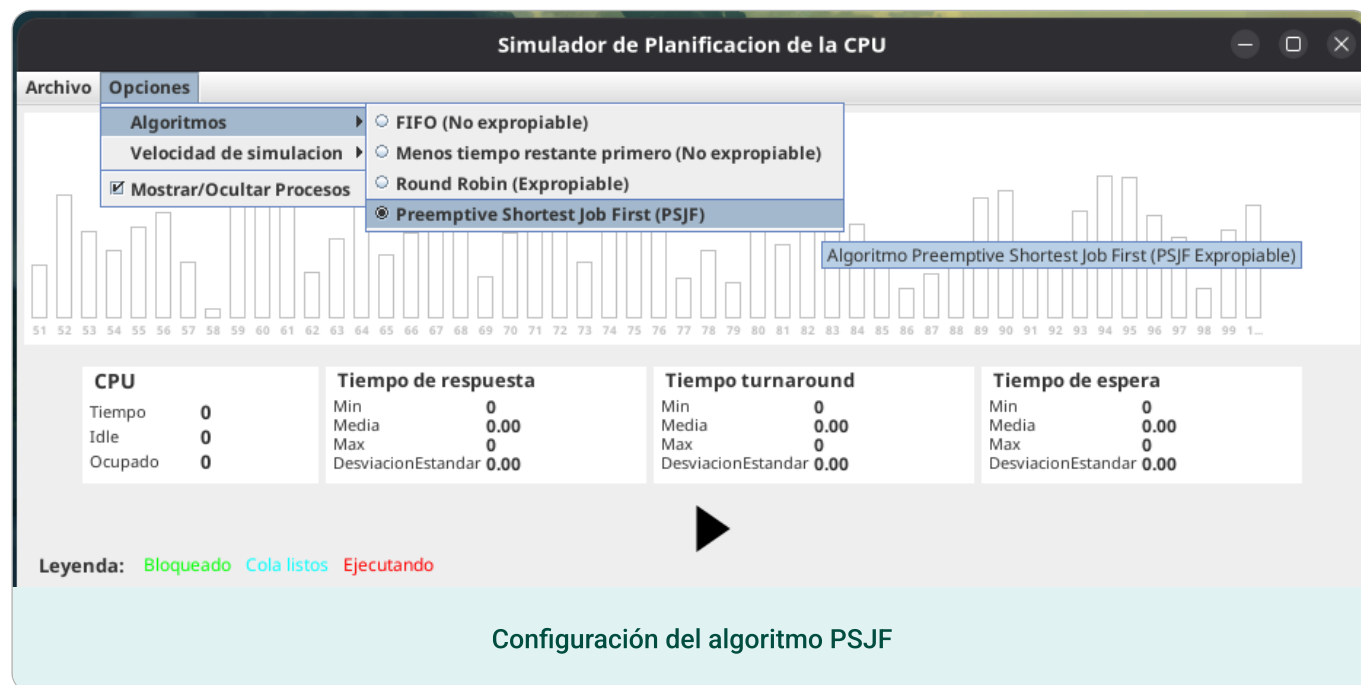 Simulador de Planificacion de la CPU
Archivo Opciones
Algoritmos
Velocidad de simulacion
Mostrar/Ocultar Procesos
FIFO (No expropiable)
Menos tiempo restante primero (No expropiable)
Round Robin (Expropiable)
Preemptive Shortest Job First (PSJF)
Algoritmo Preemptive Shortest Job First (PSJF Expropiable)
51 52 53 54 55 56 57 58 59 60 61 62 63 64 65 66 67 68 69 70 71 72 73 74 75 76 77 78 79 80 81 82 83 84 85 86 87 88 89 90 91 92 93 94 95 96 97 98 99 1...
CPU
Tiempo 0
Idle 0
Ocupado 0
Tiempo de respuesta
Min 0
Media 0.00
Max 0
DesviacionEstandar 0.00
Tiempo turnaround
Min 0
Media 0.00
Max 0
DesviacionEstandar 0.00
Tiempo de espera
Min 0
Media 0.00
Max 0
DesviacionEstandar 0.00
Leyenda: Bloqueado Cola listos Ejecutando
Configuración del algoritmo PSJF